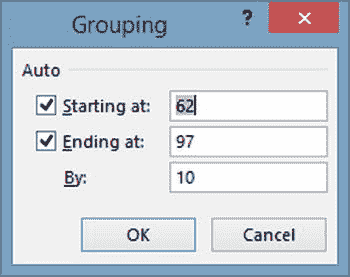 Grouping ?
Auto
Starting at: 62
Ending at: 97
By: 10
OK Cancel